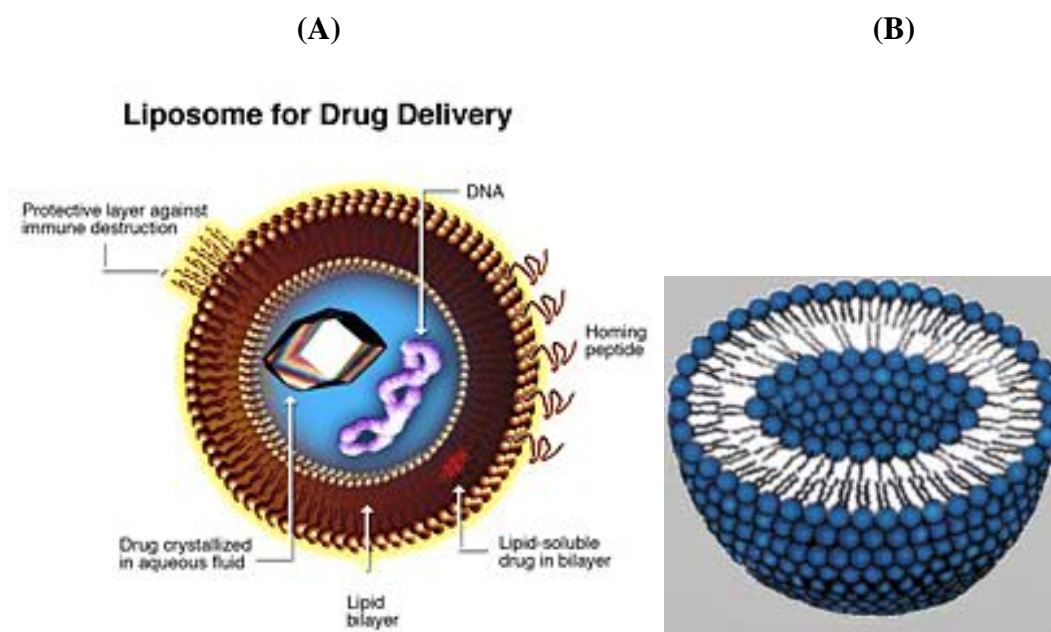 (A)
(B)
Liposome for Drug Delivery
DNA
Protective layer against
immune destruction
Homing
peptide
Drug crystallized
in aqueous fluid
Lipid-soluble
drug in bilayer
Lipid
bilayer